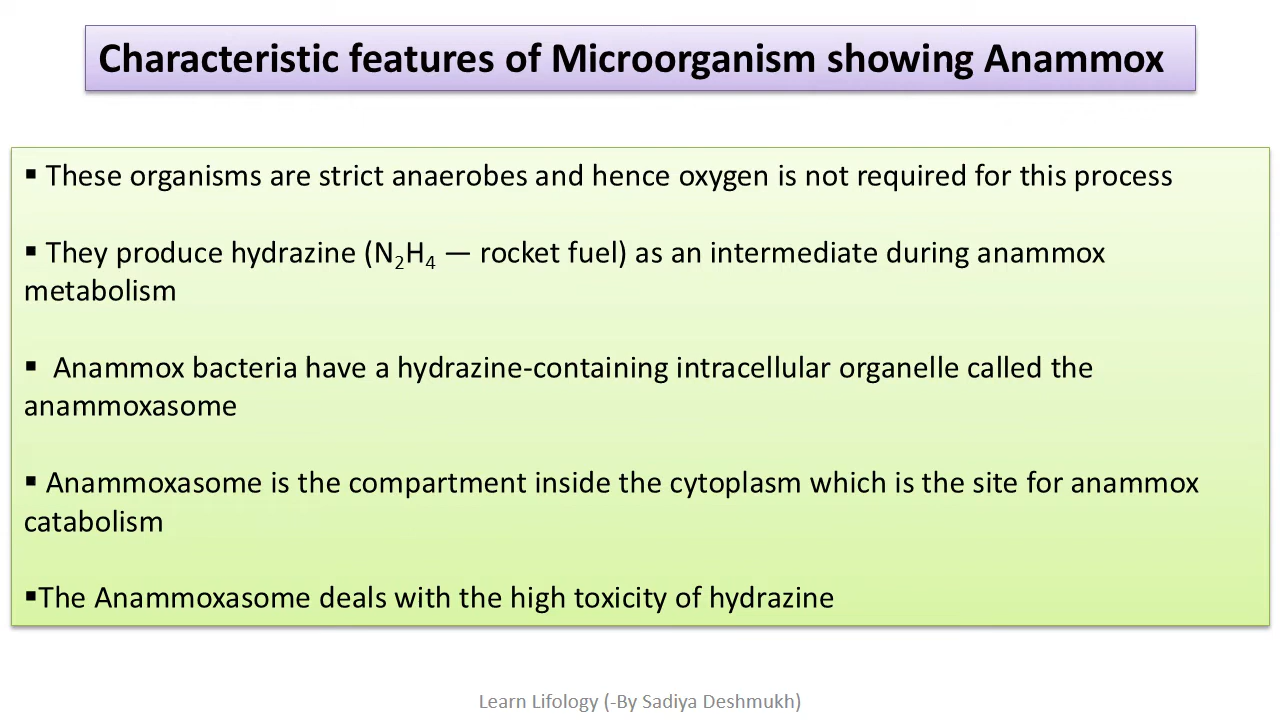 Characteristic features of Microorganism showing Anammox
▪ These organisms are strict anaerobes and hence oxygen is not required for this process
▪ They produce hydrazine (N₂H₄ — rocket fuel) as an intermediate during anammox
metabolism
▪ Anammox bacteria have a hydrazine-containing intracellular organelle called the
anammoxasome
▪ Anammoxasome is the compartment inside the cytoplasm which is the site for anammox
catabolism
▪The Anammoxasome deals with the high toxicity of hydrazine
Learn Lifology (-By Sadiya Deshmukh)